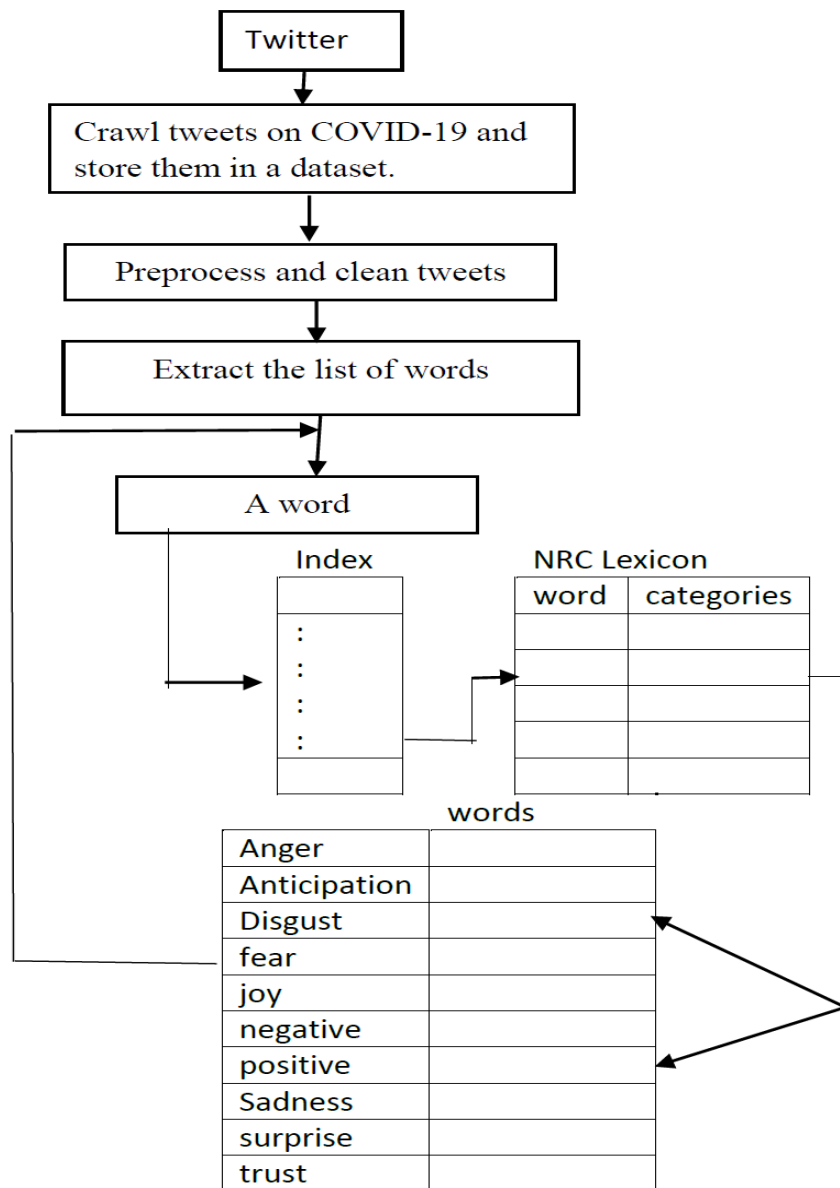 Twitter
Crawl tweets on COVID-19 and
store them in a dataset.
Preprocess and clean tweets
Extract the list of words
A word
Index
:
:
:
:
NRC Lexicon
word categories
words
Anger
Anticipation
Disgust
fear
joy
negative
positive
Sadness
surprise
trust